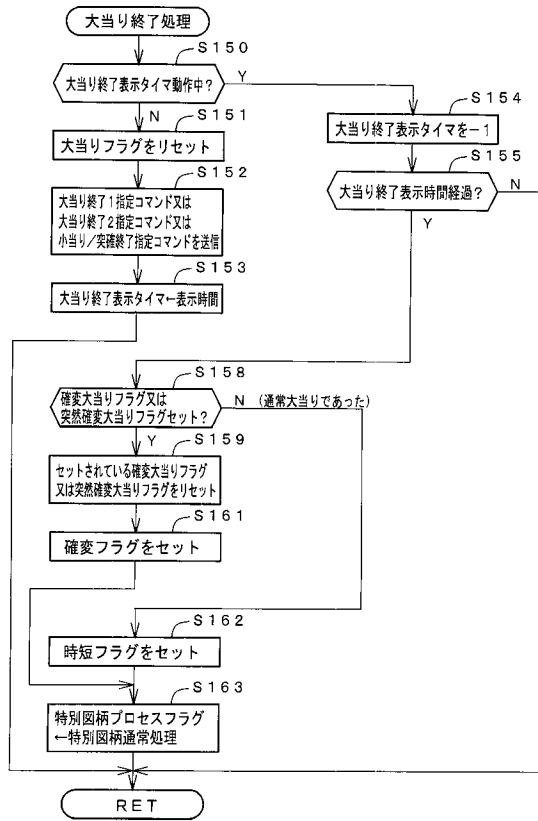 大当り終了処理
S150
大当り終了表示タイマ動作中?
Y
N
S151
大当りフラグをリセット
S152
大当り終了1指定コマンド又は
大当り終了2指定コマンド又は
小当り/突確終了指定コマンドを送信
S153
大当り終了表示タイマ←表示時間
S154
大当り終了表示タイマを-1
S155
大当り終了表示時間経過?
N
Y
S158
確変大当りフラグ又は
突然確変大当りフラグセット?
N (通常大当りであった)
Y
S159
セットされている確変大当りフラグ
又は突然確変大当りフラグをリセット
S161
確変フラグをセット
S162
時短フラグをセット
S163
特別図柄プロセスフラグ
←特別図柄通常処理
RET